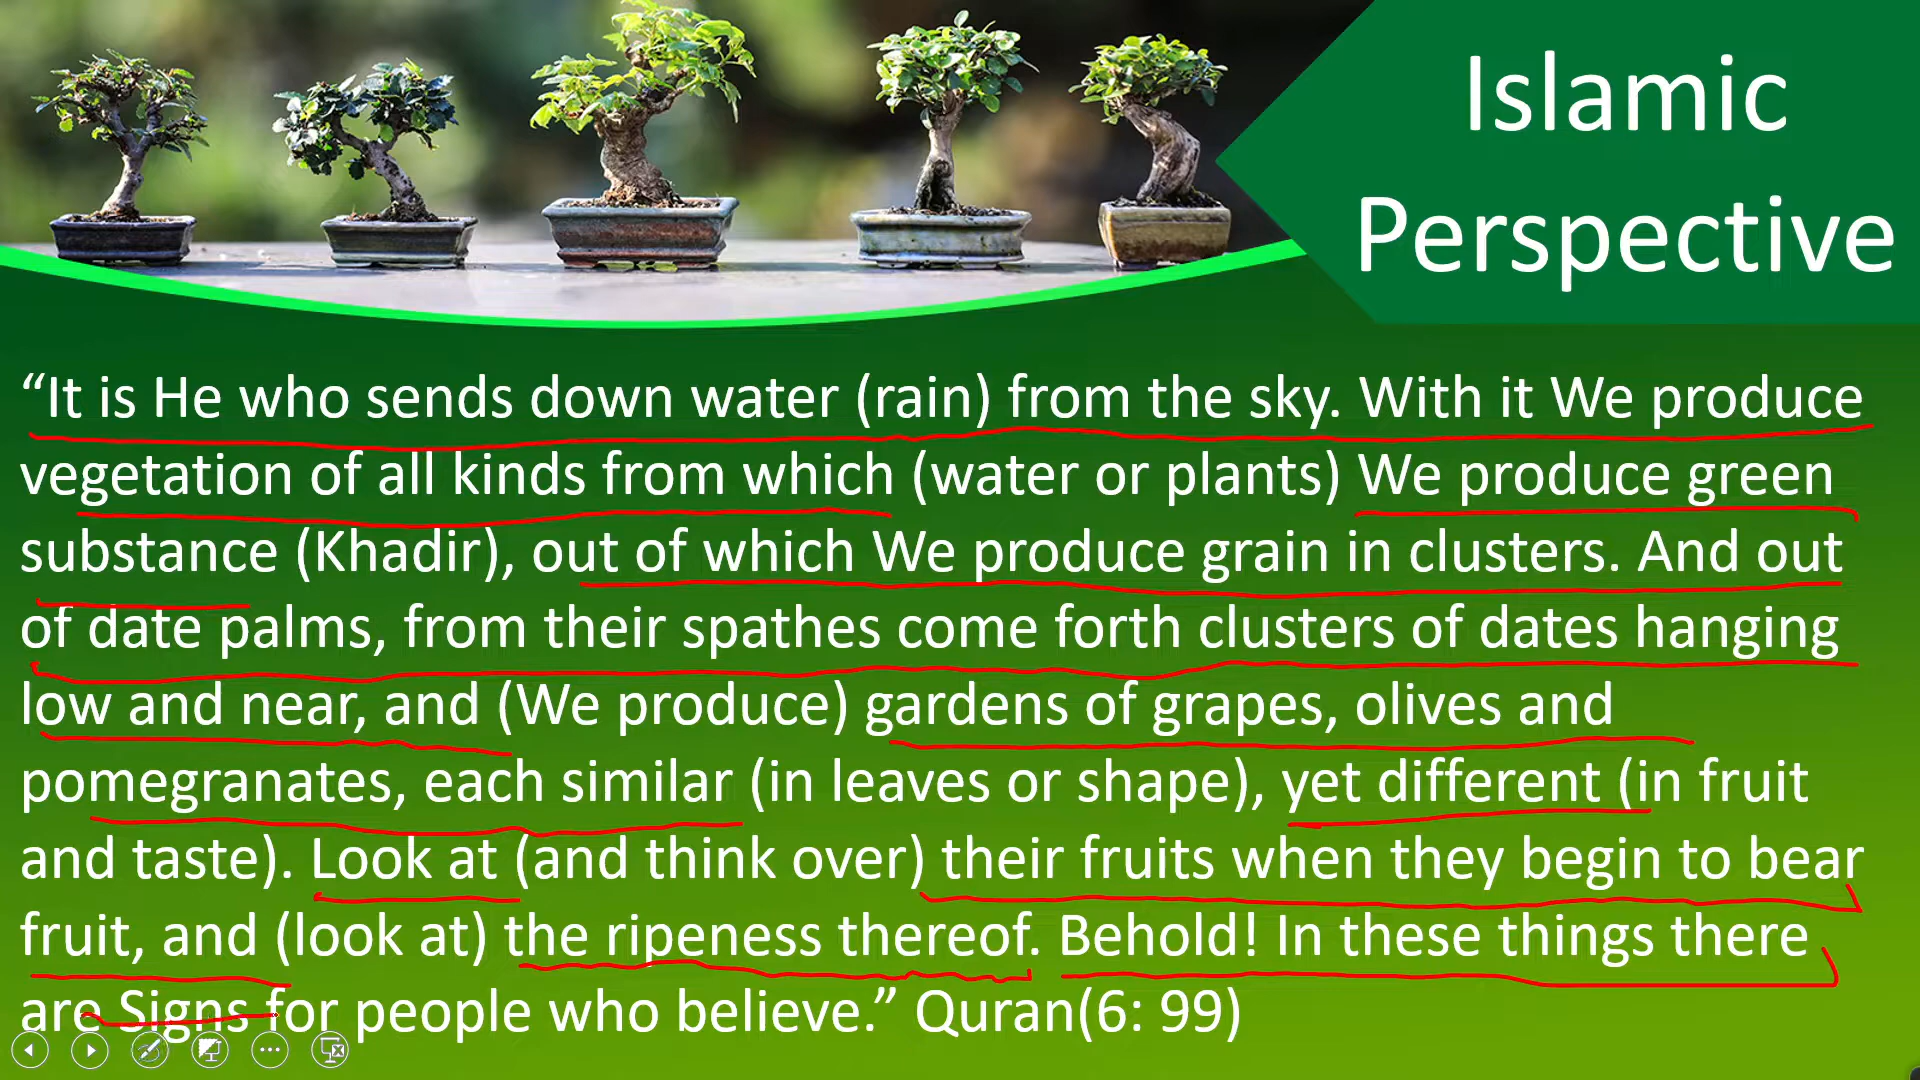 Islamic
Perspective
“It is He who sends down water (rain) from the sky. With it We produce
vegetation of all kinds from which (water or plants) We produce green
substance (Khadir), out of which We produce grain in clusters. And out
of date palms, from their spathes come forth clusters of dates hanging
low and near, and (We produce) gardens of grapes, olives and
pomegranates, each similar (in leaves or shape), yet different (in fruit
and taste). Look at (and think over) their fruits when they begin to bear
fruit, and (look at) the ripeness thereof. Behold! In these things there
are Signs for people who believe.” Quran(6: 99)